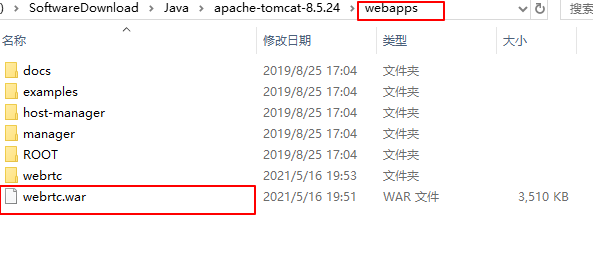 ) › SoftwareDownload › Java › apache-tomcat-8.5.24 › webapps 搜索
名称 修改日期 类型 大小
docs 2019/8/25 17:04 文件夹
examples 2019/8/25 17:04 文件夹
host-manager 2019/8/25 17:04 文件夹
manager 2019/8/25 17:04 文件夹
ROOT 2019/8/25 17:04 文件夹
webrtc 2021/5/16 19:53 文件夹
webrtc.war 2021/5/16 19:51 WAR 文件 3,510 KB